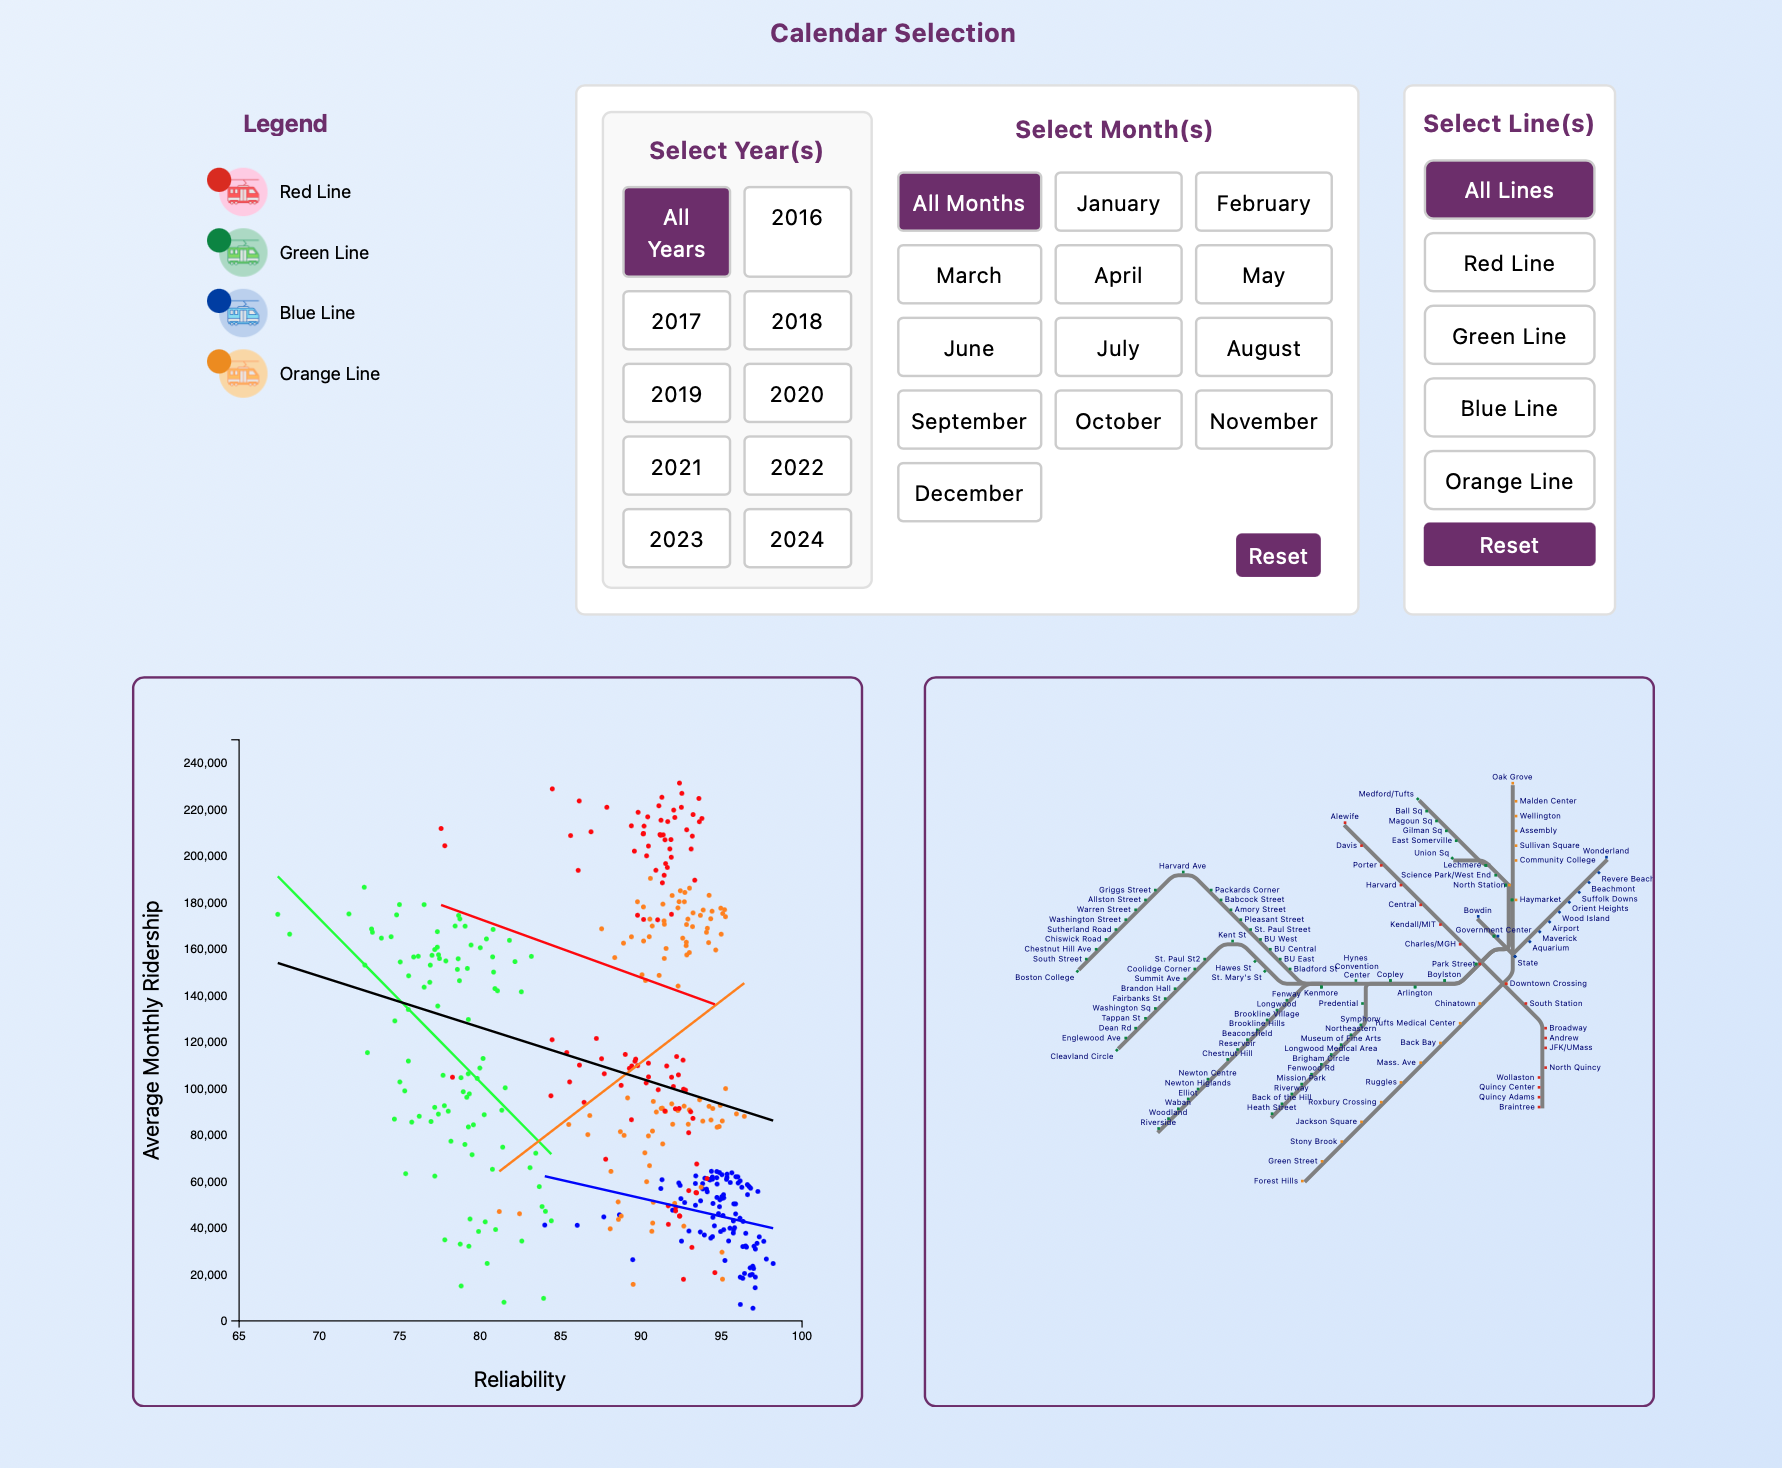 Calendar Selection
Legend
Red Line
Green Line
Blue Line
Orange Line
Select Year(s)
All
Years
2016
2017
2018
2019
2020
2021
2022
2023
2024
Select Month(s)
All Months
January
February
March
April
May
June
July
August
September
October
November
December
Reset
Select Line(s)
All Lines
Red Line
Green Line
Blue Line
Orange Line
Reset
Average Monthly Ridership
240,000
220,000
200,000
180,000
160,000
140,000
120,000
100,000
80,000
60,000
40,000
20,000
0
65
70
75
80
85
90
95
100
Reliability
Oak Grove
Malden Center
Wellington
Assembly
Sullivan Square
Community College
Wonderland
Revere Beach
Beachmont
Suffolk Downs
Orient Heights
Wood Island
Airport
Maverick
Aquarium
State
Medford/Tufts
Ball Sq
Magoun Sq
Gilman Sq
East Somerville
Union Sq
Lechmere
Science Park/West End
North Station
Haymarket
Bowdin
Government Center
Alewife
Davis
Porter
Harvard
Central
Kendall/MIT
Charles/MGH
Park Street
Downtown Crossing
South Station
Broadway
Andrew
JFK/UMass
North Quincy
Wollaston
Quincy Center
Quincy Adams
Braintree
Harvard Ave
Griggs Street
Allston Street
Warren Street
Washington Street
Sutherland Road
Chiswick Road
Chestnut Hill Ave
South Street
Boston College
Packards Corner
Babcock Street
Amory Street
Pleasant Street
St. Paul Street
BU West
BU Central
BU East
Bladford St
Kent St
Hawes St
St. Mary's St
St. Paul St2
Coolidge Corner
Summit Ave
Brandon Hall
Fairbanks St
Washington Sq
Tappan St
Dean Rd
Englewood Ave
Cleavland Circle
Hynes
Convention
Center
Copley
Boylston
Arlington
Kenmore
Fenway
Longwood
Brookline Village
Brookline Hills
Beaconsfield
Reservoir
Chestnut Hill
Newton Centre
Newton Highlands
Elliot
Waban
Woodland
Riverside
Predential
Symphony
Northeastern
Museum of Fine Arts
Longwood Medical Area
Brigham Circle
Fenwood Rd
Mission Park
Riverway
Back of the Hill
Heath Street
Chinatown
Tufts Medical Center
Back Bay
Mass. Ave
Ruggles
Roxbury Crossing
Jackson Square
Stony Brook
Green Street
Forest Hills